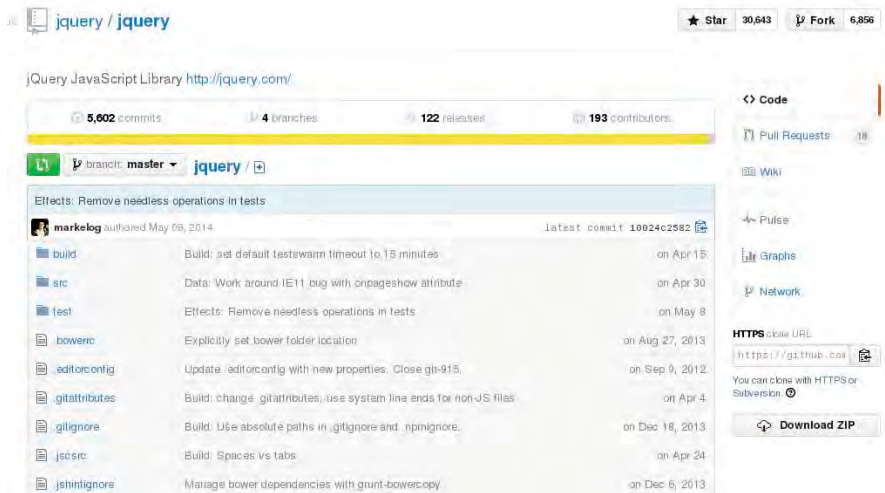 jquery / jquery
Star 30,643 Fork 6,856
jQuery JavaScript Library http://jquery.com/
5,602 commits 4 branches 122 releases 193 contributors
branch: master jquery /
Effects: Remove needless operations in tests
markelog authored May 08, 2014 latest commit 10024c2582
build Build: set default testswarm timeout to 15 minutes on Apr 15
src Data: Work around IE11 bug with onpageshow attribute on Apr 30
test Effects: Remove needless operations in tests on May 8
.bowerrc Explicitly set bower folder location on Aug 27, 2013
.editorconfig Update .editorconfig with new properties. Close gh-915. on Sep 9, 2012
.gitattributes Build: change .gitattributes, use system line ends for non-JS files on Apr 4
.gitignore Build: Use absolute paths in .gitignore and .npmignore. on Dec 18, 2013
.jscsrc Build: Spaces vs tabs on Apr 24
.jshintignore Manage bower dependencies with grunt-bowercopy on Dec 6, 2013
Code
Pull Requests 18
Wiki
Pulse
Graphs
Network
HTTPS clone URL
https://github.com
You can clone with HTTPS or
Subversion.
Download ZIP